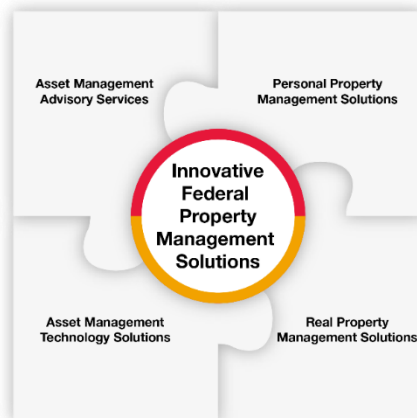 Asset Management
Advisory Services
Personal Property
Management Solutions
Innovative
Federal
Property
Management
Solutions
Asset Management
Technology Solutions
Real Property
Management Solutions